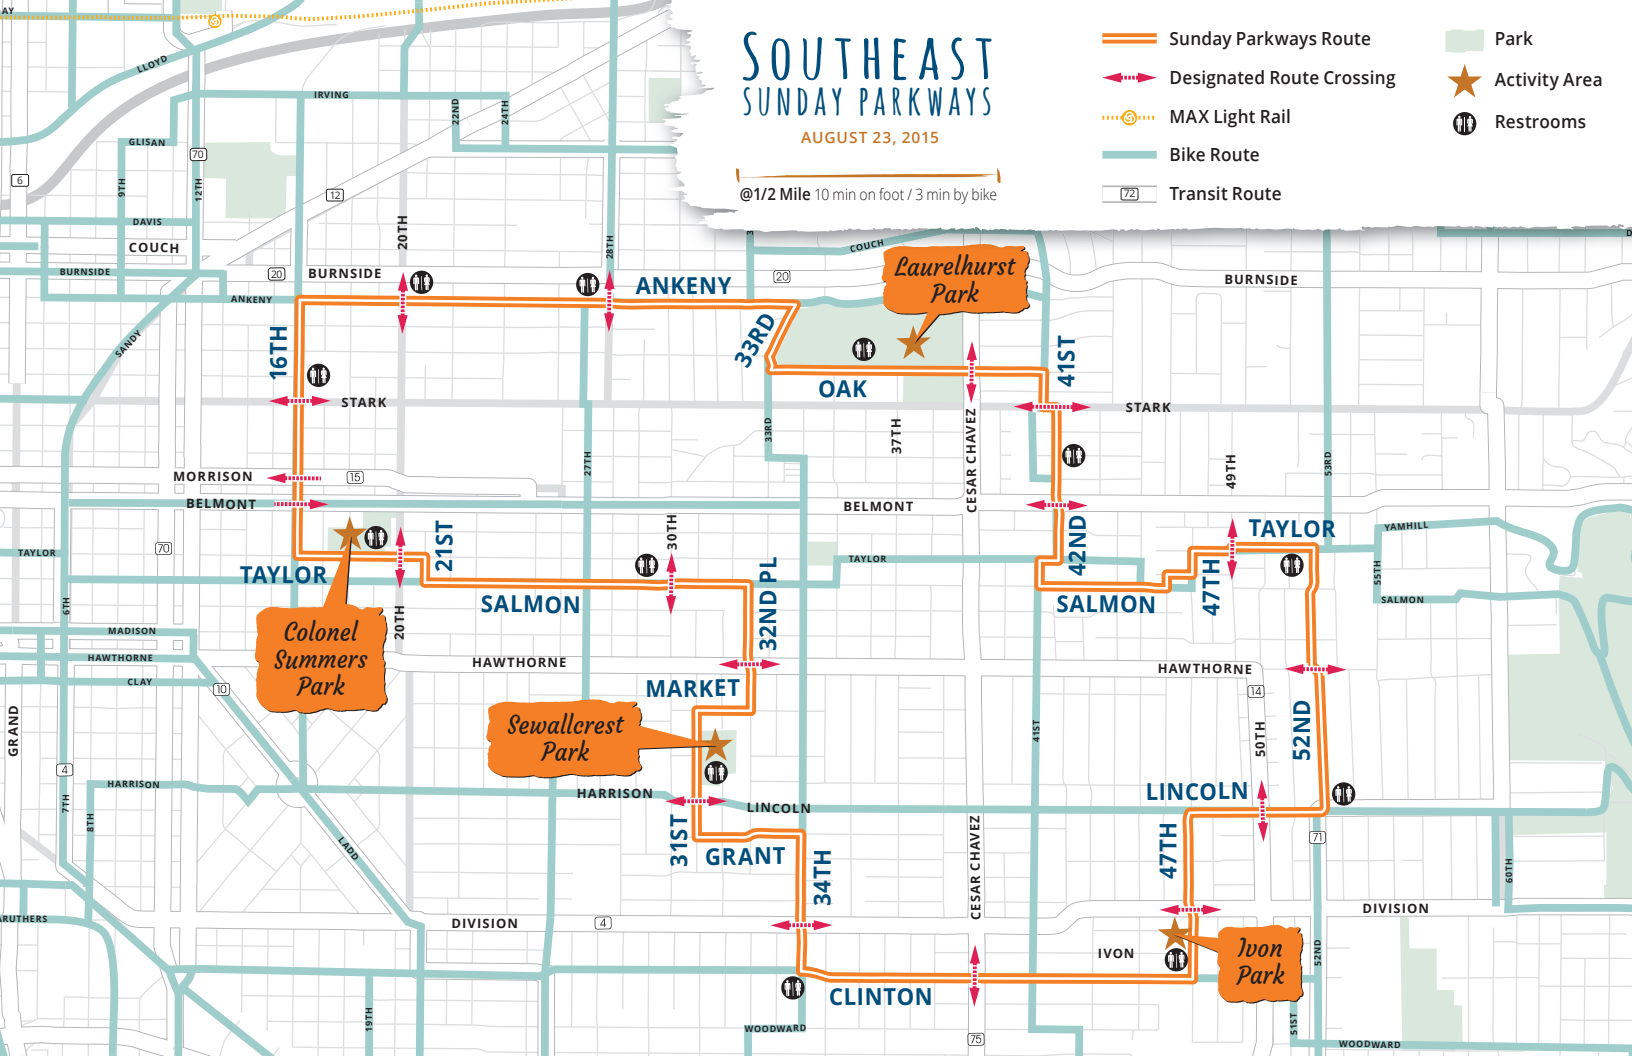 SOUTHEAST
SUNDAY PARKWAYS
AUGUST 23, 2015
@1/2 Mile 10 min on foot / 3 min by bike
Sunday Parkways Route
Designated Route Crossing
MAX Light Rail
Bike Route
72 Transit Route
Park
Activity Area
Restrooms
AY
LLOYD
IRVING
22ND
24TH
GLISAN
70
6
9TH
12TH
12
DAVIS
COUCH
20TH
28TH
3
COUCH
BURNSIDE
20
BURNSIDE
20
BURNSIDE
D
ANKENY
ANKENY
Laurelhurst
Park
SANDY
16TH
33RD
41ST
OAK
STARK
STARK
33RD
37TH
CESAR CHAVEZ
27TH
49TH
53RD
MORRISON
15
BELMONT
BELMONT
70
TAYLOR
TAYLOR
21ST
30TH
TAYLOR
42ND
TAYLOR
YAMHILL
55TH
SALMON
6TH
20TH
SALMON
32ND PL
SALMON
47TH
MADISON
HAWTHORNE
CLAY
Colonel
Summers
Park
HAWTHORNE
HAWTHORNE
10
14
MARKET
GRAND
Sewallcrest
Park
41ST
50TH
52ND
4
7TH
8TH
HARRISON
HARRISON
LINCOLN
LINCOLN
31ST
GRANT
34TH
CESAR CHAVEZ
47TH
71
60TH
LADD
ARUTHERS
DIVISION
4
DIVISION
IVON
Ivon
Park
52ND
CLINTON
19TH
WOODWARD
75
51ST
WOODWARD